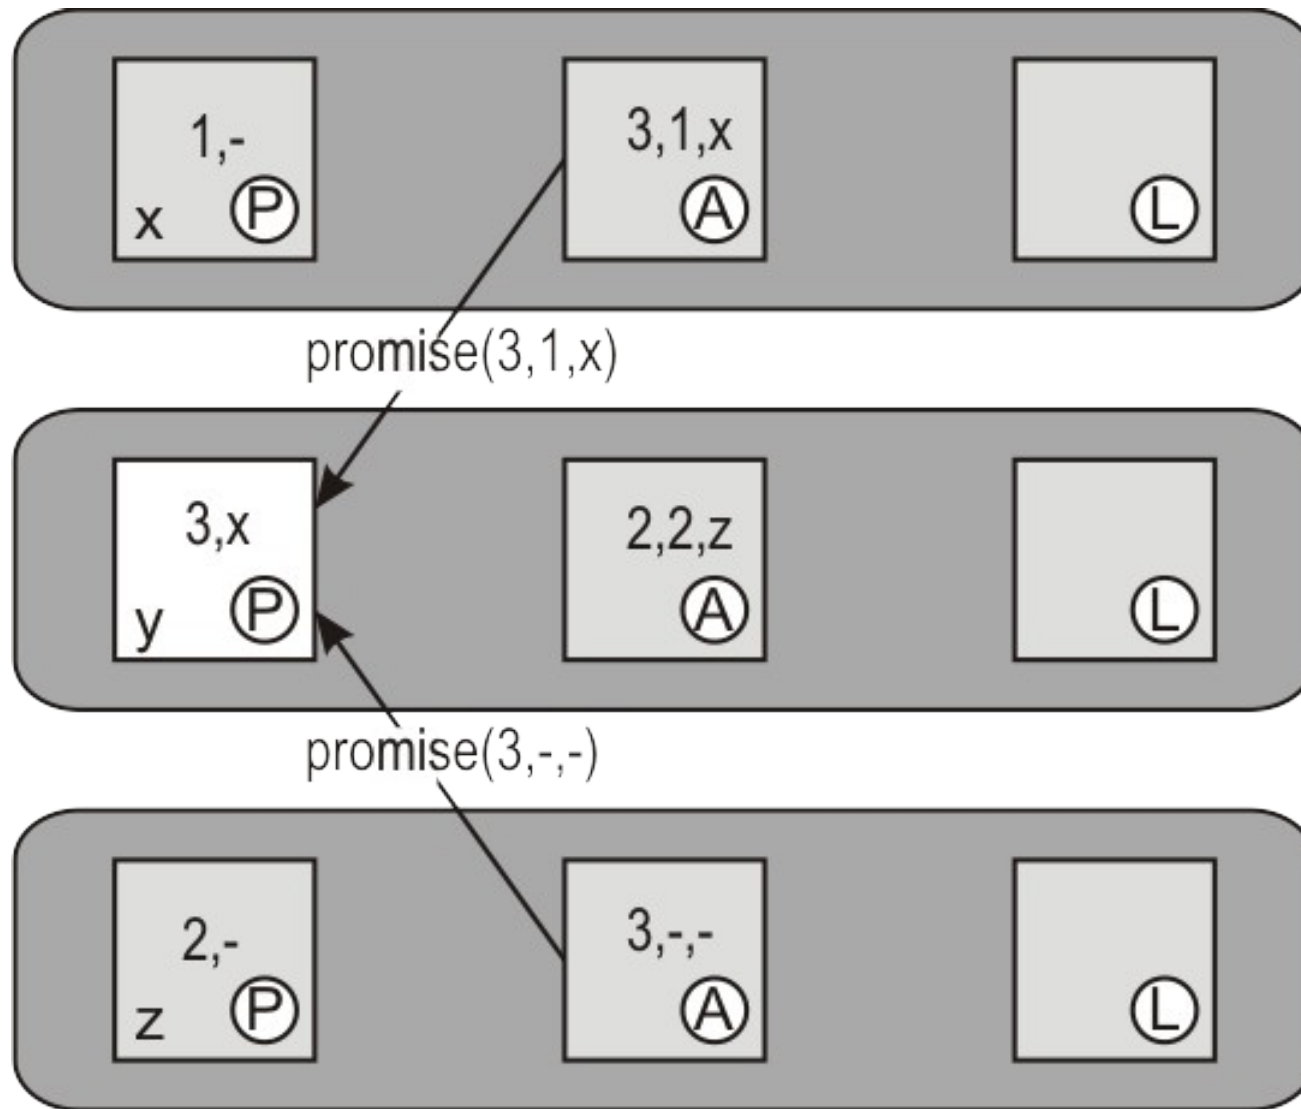 1,-
x P
3,1,x
A
L
promise(3,1,x)
3,x
y P
2,2,z
A
L
promise(3,-,-)
2,-
z P
3,-,-
A
L